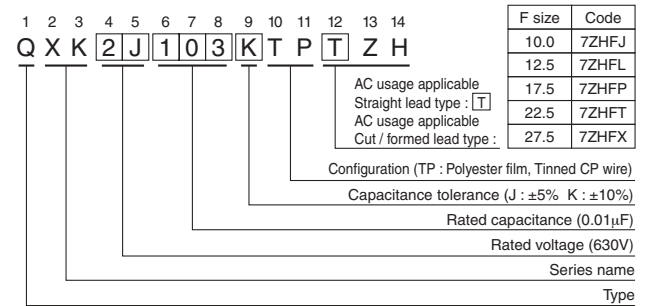 1 2 3 4 5 6 7 8 9 10 11 12 13 14
Q X K 2 J 1 0 3 K T P T Z H
F size Code
10.0 7ZHFJ
12.5 7ZHFL
17.5 7ZHFP
22.5 7ZHFT
27.5 7ZHFX
AC usage applicable
Straight lead type : T
AC usage applicable
Cut / formed lead type :
Configuration (TP : Polyester film, Tinned CP wire)
Capacitance tolerance (J : ±5% K : ±10%)
Rated capacitance (0.01μF)
Rated voltage (630V)
Series name
Type